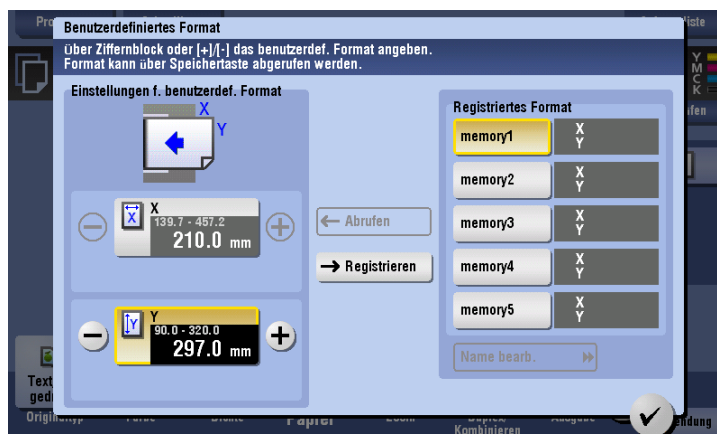 Benutzerdefiniertes Format
Über Ziffernblock oder [+]/[-] das benutzerdef. Format angeben.
Format kann über Speichertaste abgerufen werden.
Einstellungen f. benutzerdef. Format
X
Y
X
X
139.7 - 457.2
210.0 mm
Y
Y
90.0 - 320.0
297.0 mm
← Abrufen
→ Registrieren
Registriertes Format
memory1
X
Y
memory2
X
Y
memory3
X
Y
memory4
X
Y
memory5
X
Y
Name bearb.
Y
M
C
K
Text
Papier
Kombinieren